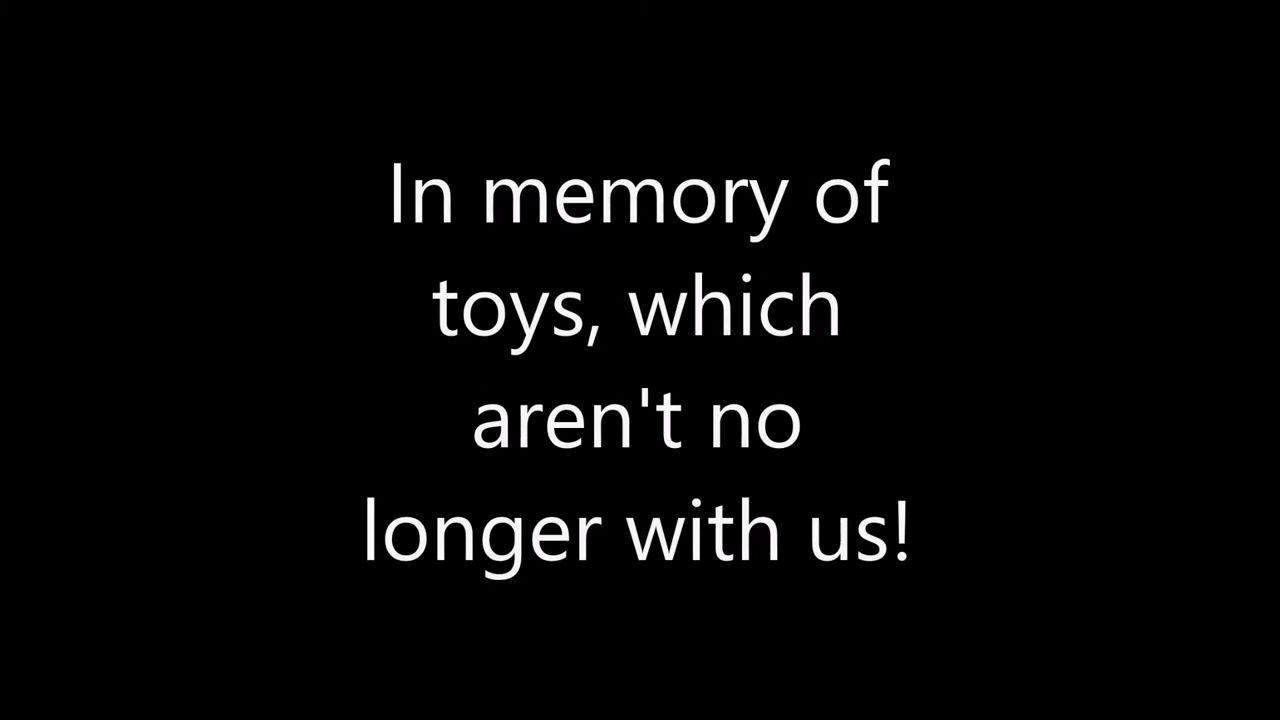 In memory of
toys, which
aren't no
longer with us!